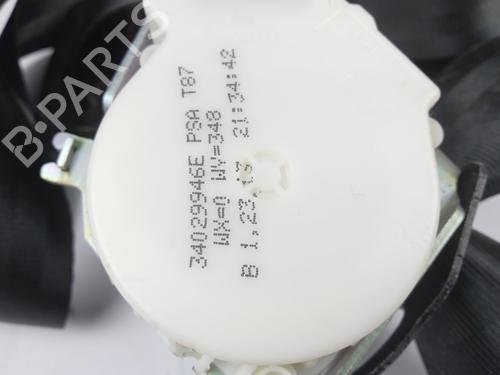 B-PARTS
34029946E PSA T87
WX=0 WY=348
B 1,23, 13 21:34:42